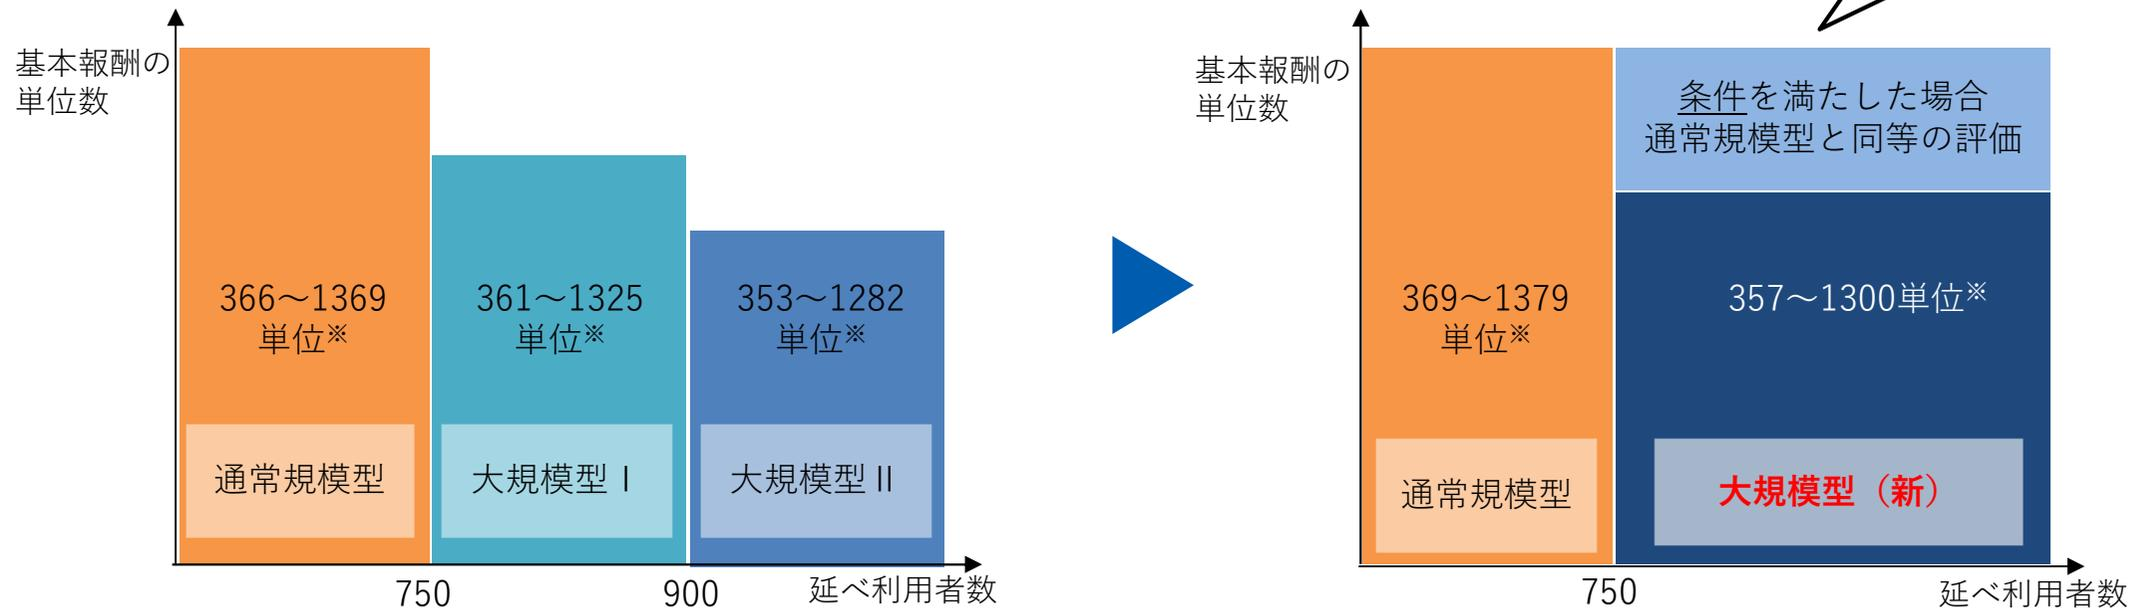 基本報酬の
単位数
366～1369
単位※
361～1325
単位※
353～1282
単位※
通常規模型
大規模型Ⅰ
大規模型Ⅱ
750
900
延べ利用者数
基本報酬の
単位数
条件を満たした場合
通常規模型と同等の評価
369～1379
単位※
357～1300単位※
通常規模型
大規模型（新）
750
延べ利用者数